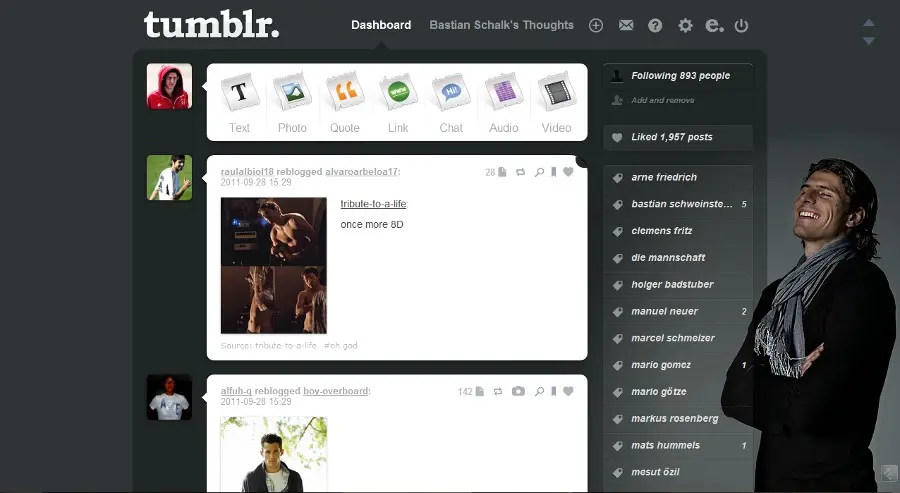 tumblr.
Dashboard
Bastian Schalk's Thoughts
Text
Photo
Quote
Link
Chat
Audio
Video
raulalbiol18 reblogged alvaroarbeloa17:
2011-09-28 15:29
28
tribute-to-a-life:
once more 8D
Source: tribute-to-a-life #eh god
alfuh-q reblogged boy-overboard:
2011-09-28 15:29
142
Following 893 people
Add and remove
Liked 1,957 posts
arne friedrich
bastian schweinste... 5
clemens fritz
die mannschaft
holger badstuber
manuel neuer 2
marcel schmelzer
mario gomez 1
mario götze
markus rosenberg
mats hummels 1
mesut özil